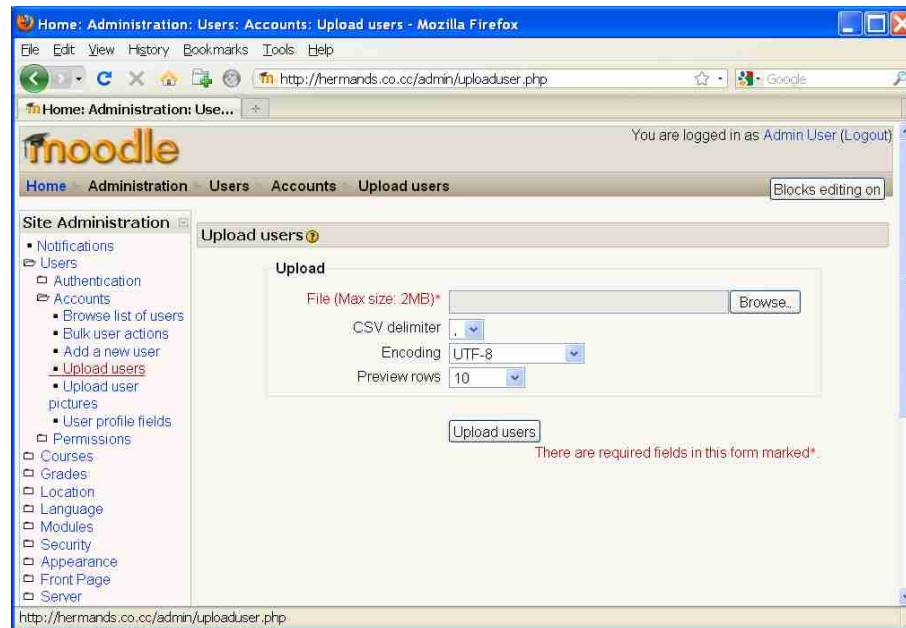 Home: Administration: Users: Accounts: Upload users - Mozilla Firefox
File Edit View History Bookmarks Tools Help
http://hermands.co.cc/admin/uploaduser.php
Google
Home: Administration: Use...
moodle
You are logged in as Admin User (Logout)
Home Administration Users Accounts Upload users
Blocks editing on
Site Administration
Notifications
Users
Authentication
Accounts
Browse list of users
Bulk user actions
Add a new user
Upload users
Upload user
pictures
User profile fields
Permissions
Courses
Grades
Location
Language
Modules
Security
Appearance
Front Page
Server
Upload users
Upload
File (Max size: 2MB)*
Browse...
CSV delimiter ,
Encoding UTF-8
Preview rows 10
Upload users
There are required fields in this form marked*.
http://hermands.co.cc/admin/uploaduser.php